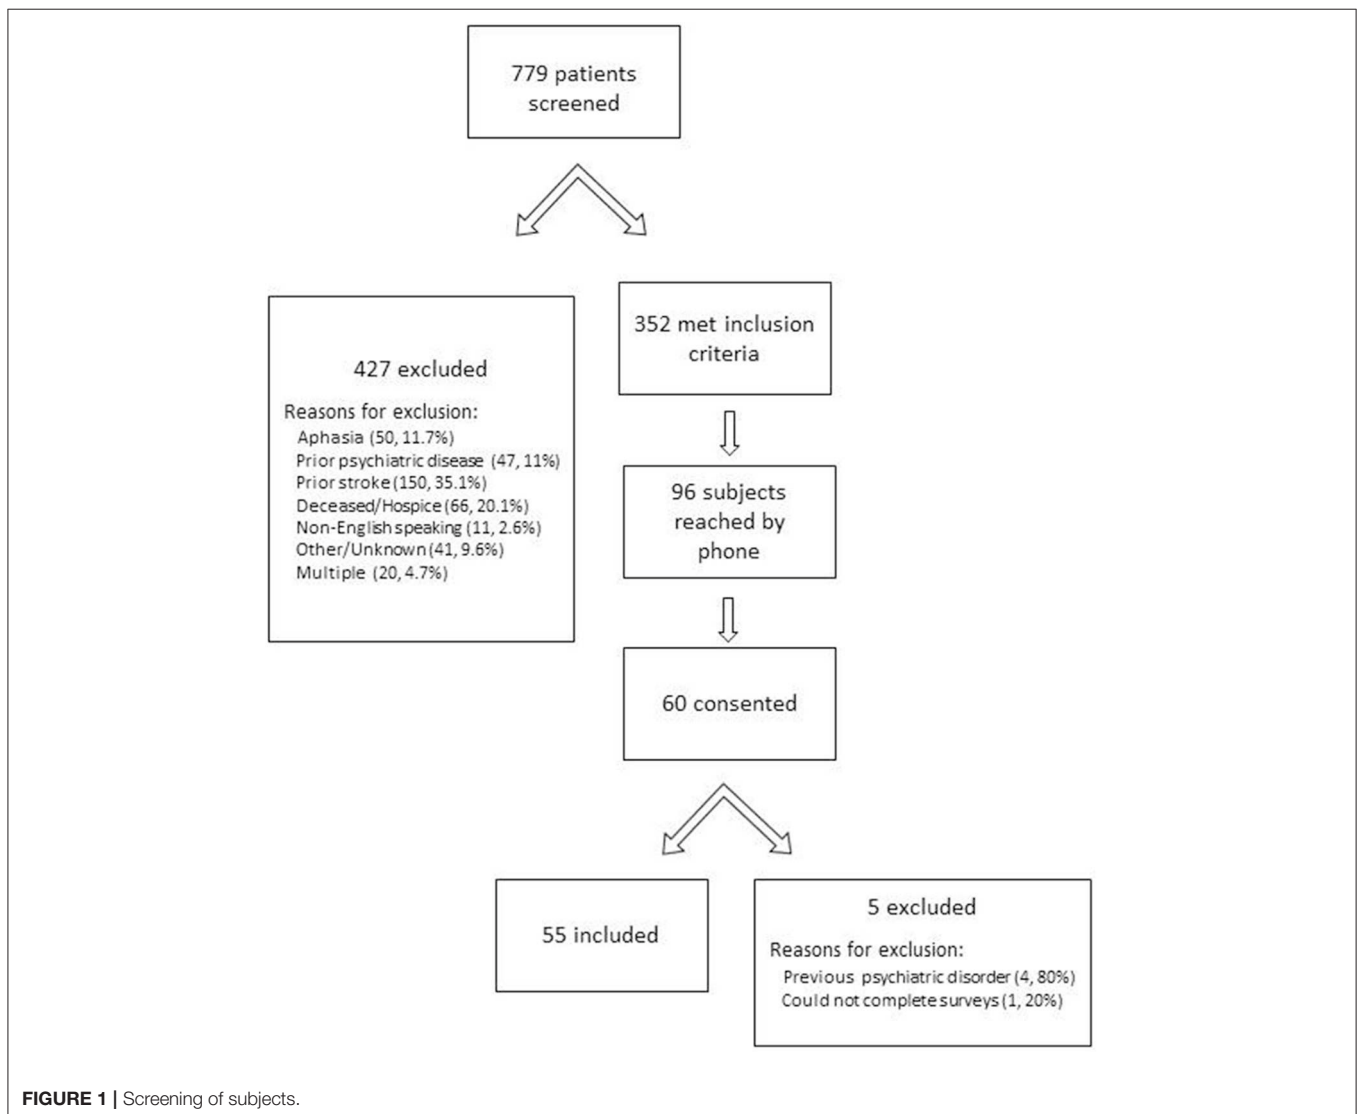 779 patients
screened
427 excluded
Reasons for exclusion:
Aphasia (50, 11.7%)
Prior psychiatric disease (47, 11%)
Prior stroke (150, 35.1%)
Deceased/Hospice (66, 20.1%)
Non-English speaking (11, 2.6%)
Other/Unknown (41, 9.6%)
Multiple (20, 4.7%)
352 met inclusion
criteria
96 subjects
reached by
phone
60 consented
55 included
5 excluded
Reasons for exclusion:
Previous psychiatric disorder (4, 80%)
Could not complete surveys (1, 20%)
FIGURE 1 | Screening of subjects.